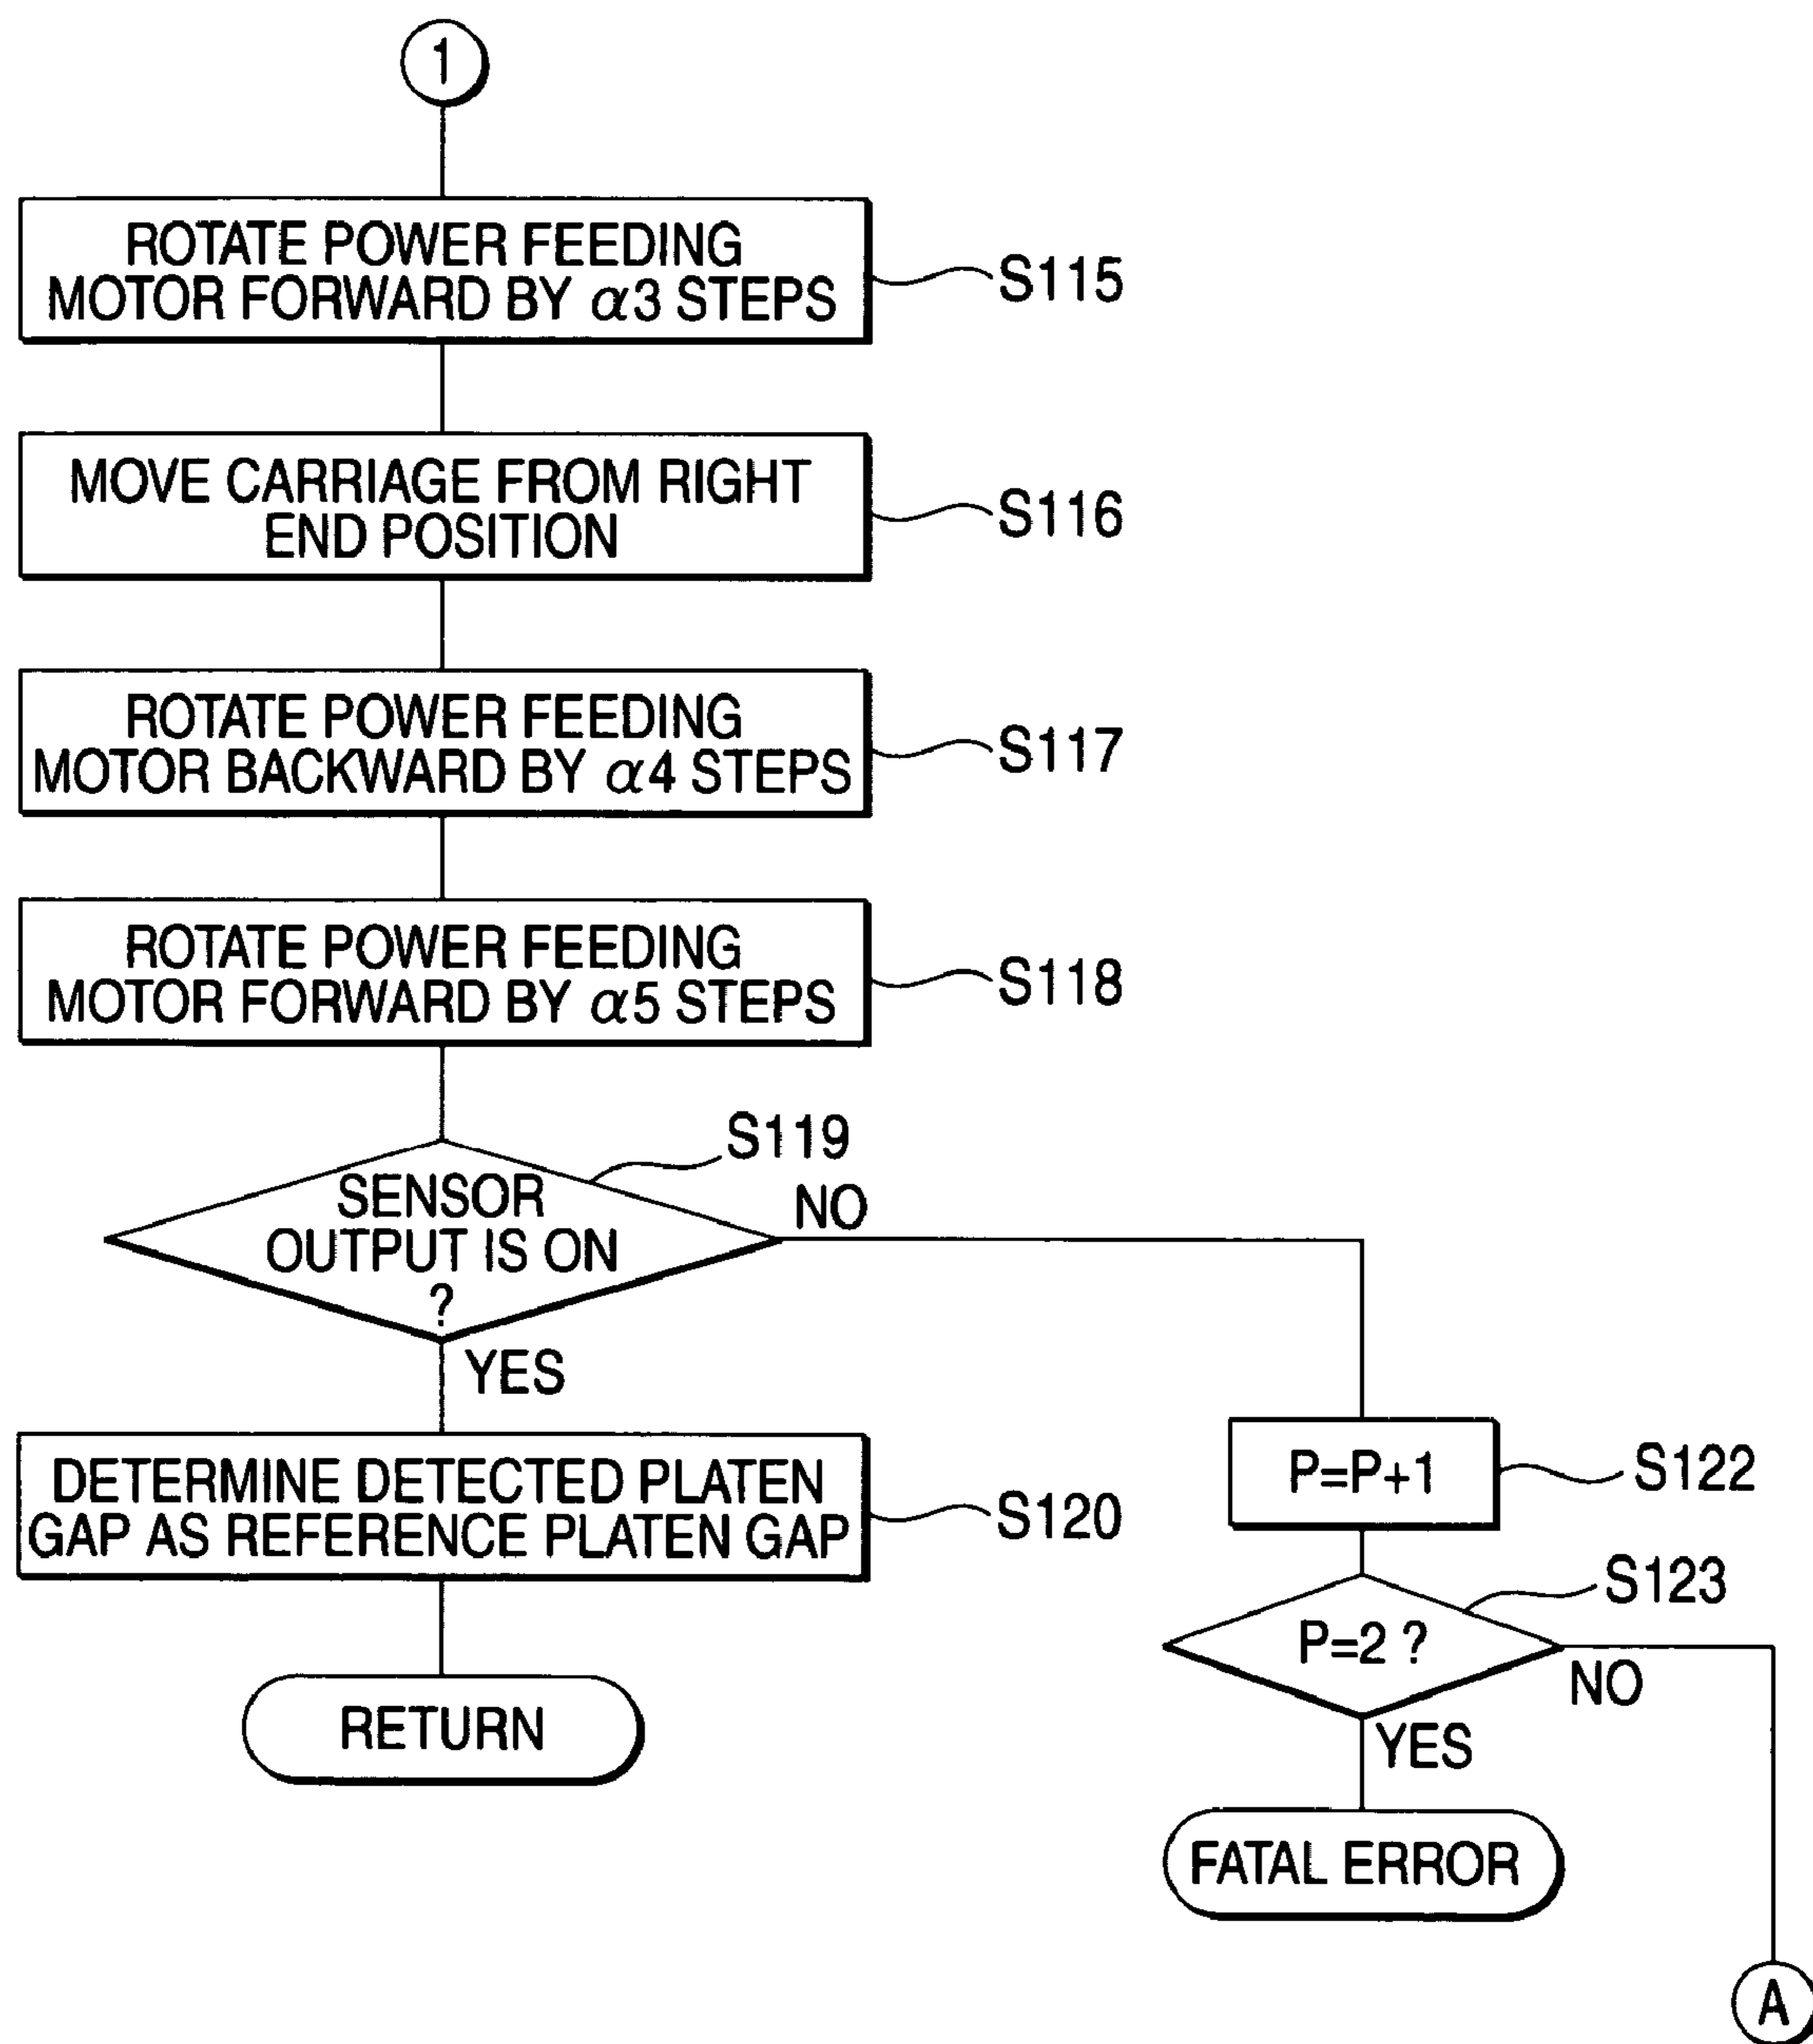 1
ROTATE POWER FEEDING
MOTOR FORWARD BY α3 STEPS
S115
MOVE CARRIAGE FROM RIGHT
END POSITION
S116
ROTATE POWER FEEDING
MOTOR BACKWARD BY α4 STEPS
S117
ROTATE POWER FEEDING
MOTOR FORWARD BY α5 STEPS
S118
S119
SENSOR
OUTPUT IS ON
?
NO
YES
DETERMINE DETECTED PLATEN
GAP AS REFERENCE PLATEN GAP
S120
RETURN
P=P+1
S122
S123
P=2 ?
NO
YES
FATAL ERROR
A